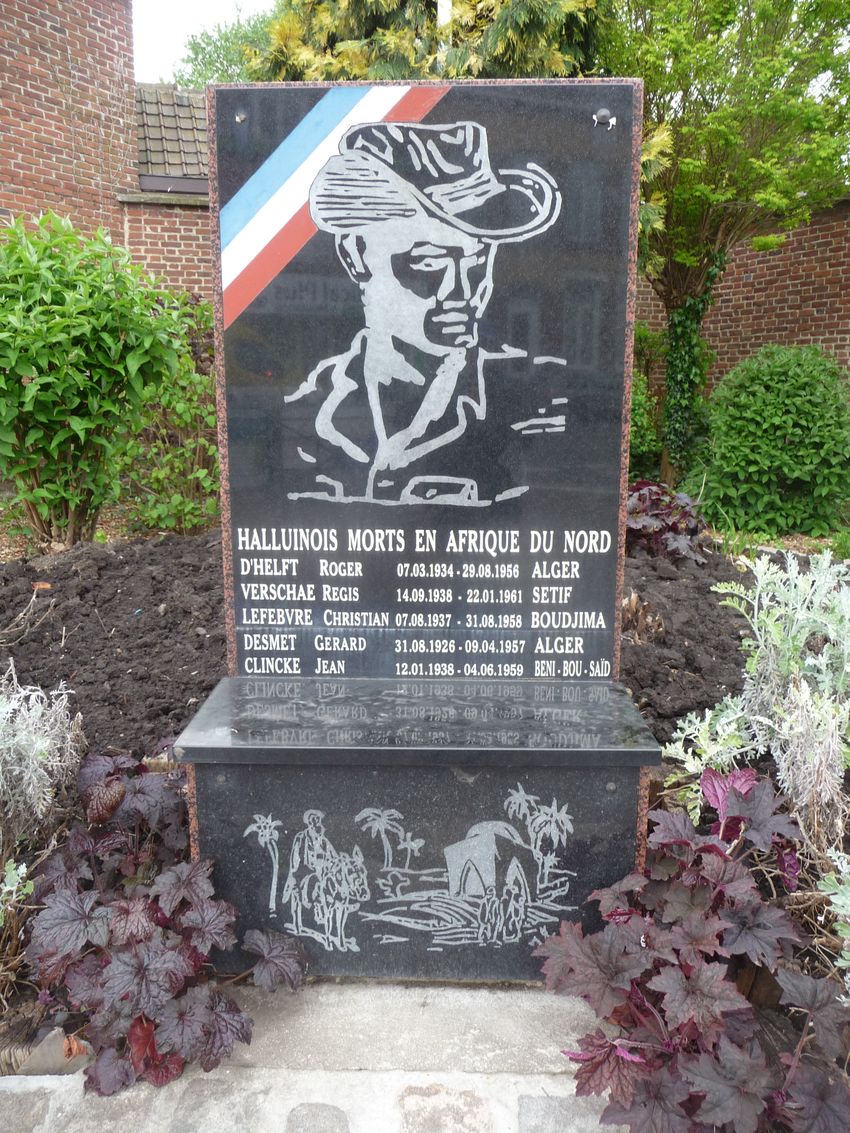 HALLUINOIS MORTS EN AFRIQUE DU NORD
D'HELFT ROGER 07.03.1934 - 29.08.1956 ALGER
VERSCHAE REGIS 14.09.1938 - 22.01.1961 SETIF
LEFEBVRE CHRISTIAN 07.08.1937 - 31.08.1958 BOUDJIMA
DESMET GERARD 31.08.1926 - 09.04.1957 ALGER
CLINCKE JEAN 12.01.1938 - 04.06.1959 BENI - BOU - SAÏD